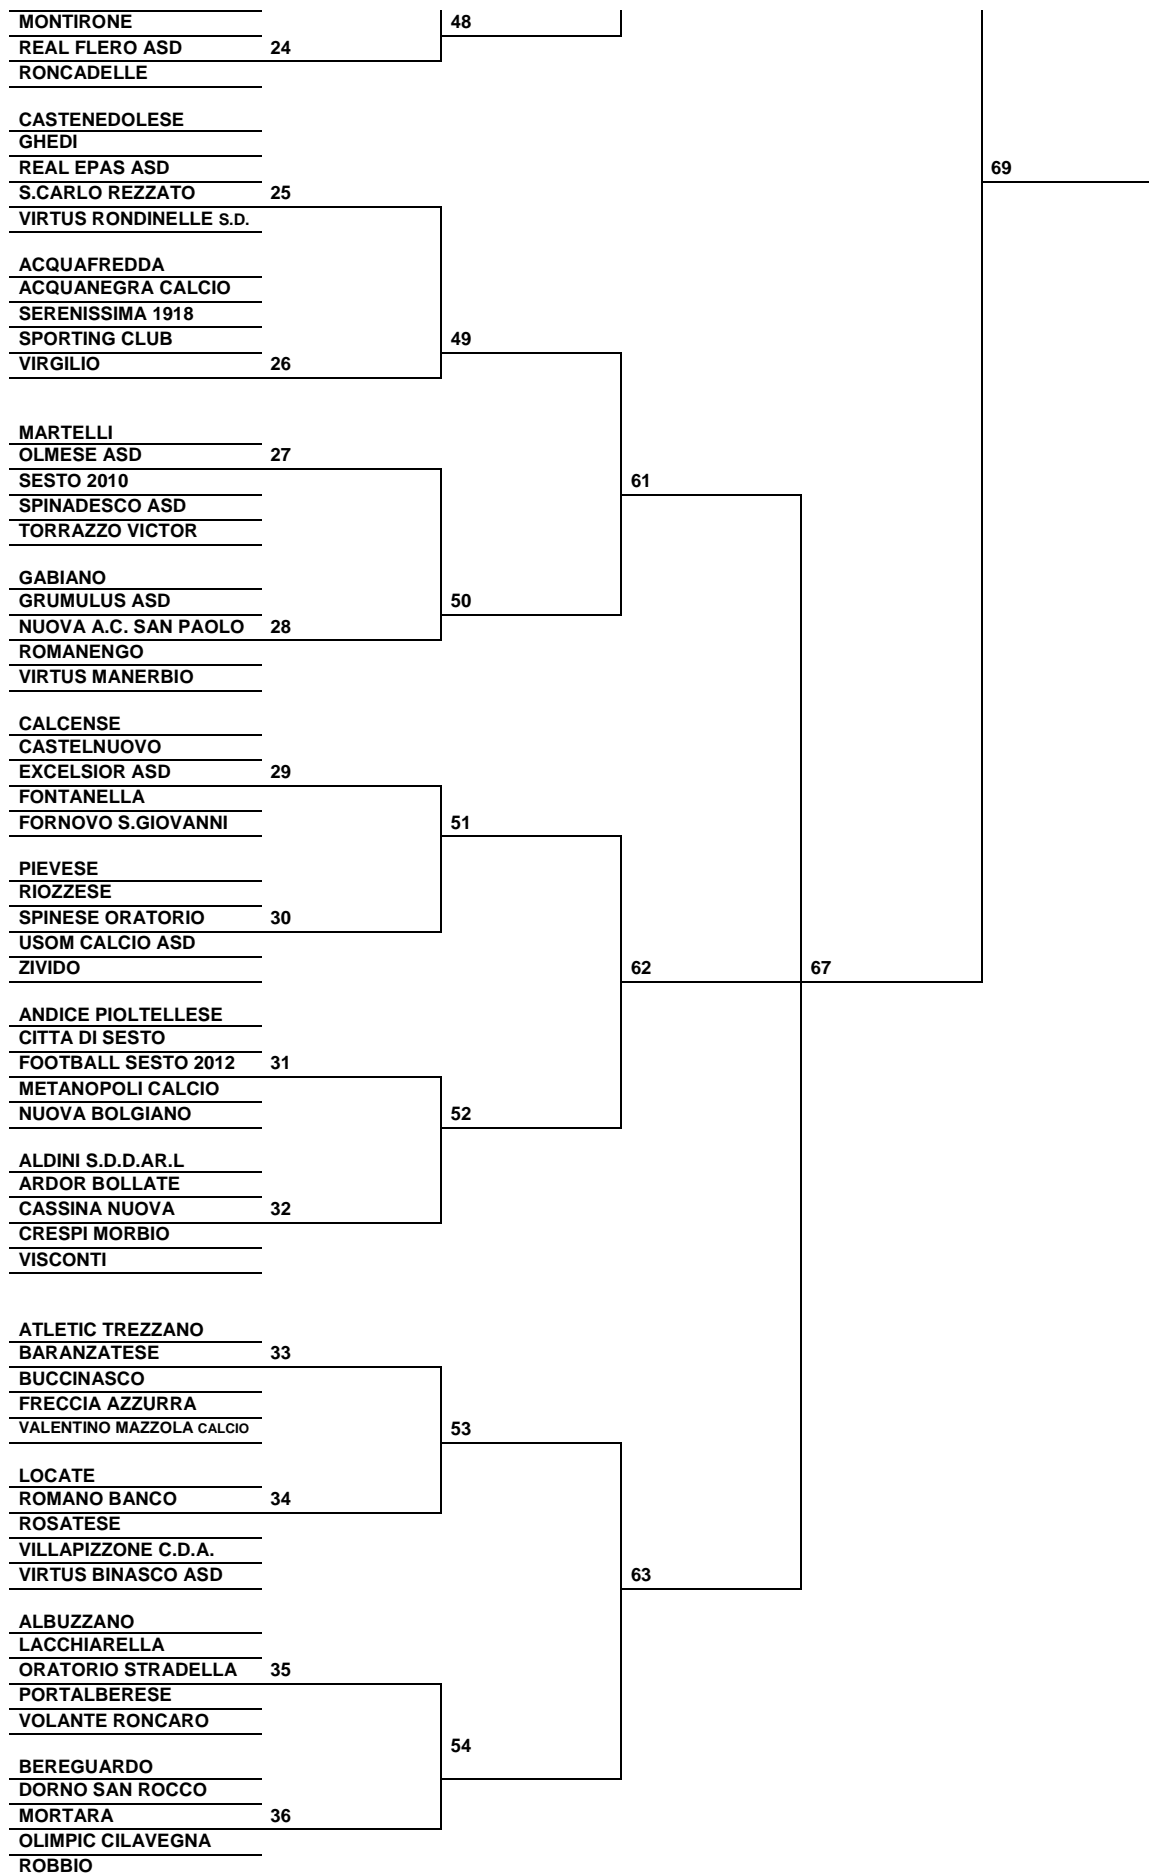 MONTIRONE 48
REAL FLERO ASD 24
RONCADELLE
CASTENEDOLESE
GHEDI
REAL EPAS ASD 69
S.CARLO REZZATO 25
VIRTUS RONDINELLE S.D.
ACQUAFREDDA
ACQUANEGRA CALCIO
SERENISSIMA 1918
SPORTING CLUB 49
VIRGILIO 26
MARTELLI
OLMESE ASD 27
SESTO 2010 61
SPINADESCO ASD
TORRAZZO VICTOR
GABIANO
GRUMULUS ASD 50
NUOVA A.C. SAN PAOLO 28
ROMANENGO
VIRTUS MANERBIO
CALCENSE
CASTELNUOVO
EXCELSIOR ASD 29
FONTANELLA
FORNOVO S.GIOVANNI 51
PIEVESE
RIOZZESE
SPINESE ORATORIO 30
USOM CALCIO ASD
ZIVIDO 62 67
ANDICE PIOLTELLESE
CITTA DI SESTO
FOOTBALL SESTO 2012 31
METANOPOLI CALCIO
NUOVA BOLGIANO 52
ALDINI S.D.D.AR.L
ARDOR BOLLATE
CASSINA NUOVA 32
CRESPI MORBIO
VISCONTI
ATLETIC TREZZANO
BARANZATESE 33
BUCCINASCO
FRECCIA AZZURRA
VALENTINO MAZZOLA CALCIO 53
LOCATE
ROMANO BANCO 34
ROSATESE
VILLAPIZZONE C.D.A.
VIRTUS BINASCO ASD 63
ALBUZZANO
LACCHIARELLA
ORATORIO STRADELLA 35
PORTALBERESE
VOLANTE RONCARO
54
BEREGUARDO
DORNO SAN ROCCO
MORTARA 36
OLIMPIC CILAVEGNA
ROBBIO